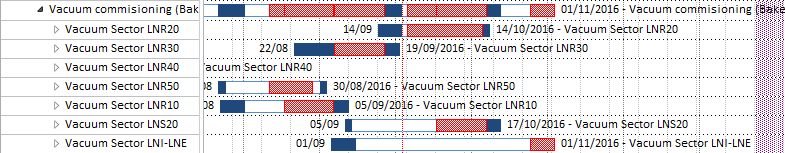 Vacuum commisioning (Bak 01/11/2016 - Vacuum commisioning (Bake
Vacuum Sector LNR20 14/09 14/10/2016 - Vacuum Sector LNR20
Vacuum Sector LNR30 22/08 19/09/2016 - Vacuum Sector LNR30
Vacuum Sector LNR40 Vacuum Sector LNR40
Vacuum Sector LNR50 08 30/08/2016 - Vacuum Sector LNR50
Vacuum Sector LNR10 08 05/09/2016 - Vacuum Sector LNR10
Vacuum Sector LNS20 05/09 17/10/2016 - Vacuum Sector LNS20
Vacuum Sector LNI-LNE 01/09 01/11/2016 - Vacuum Sector LNI-LNE